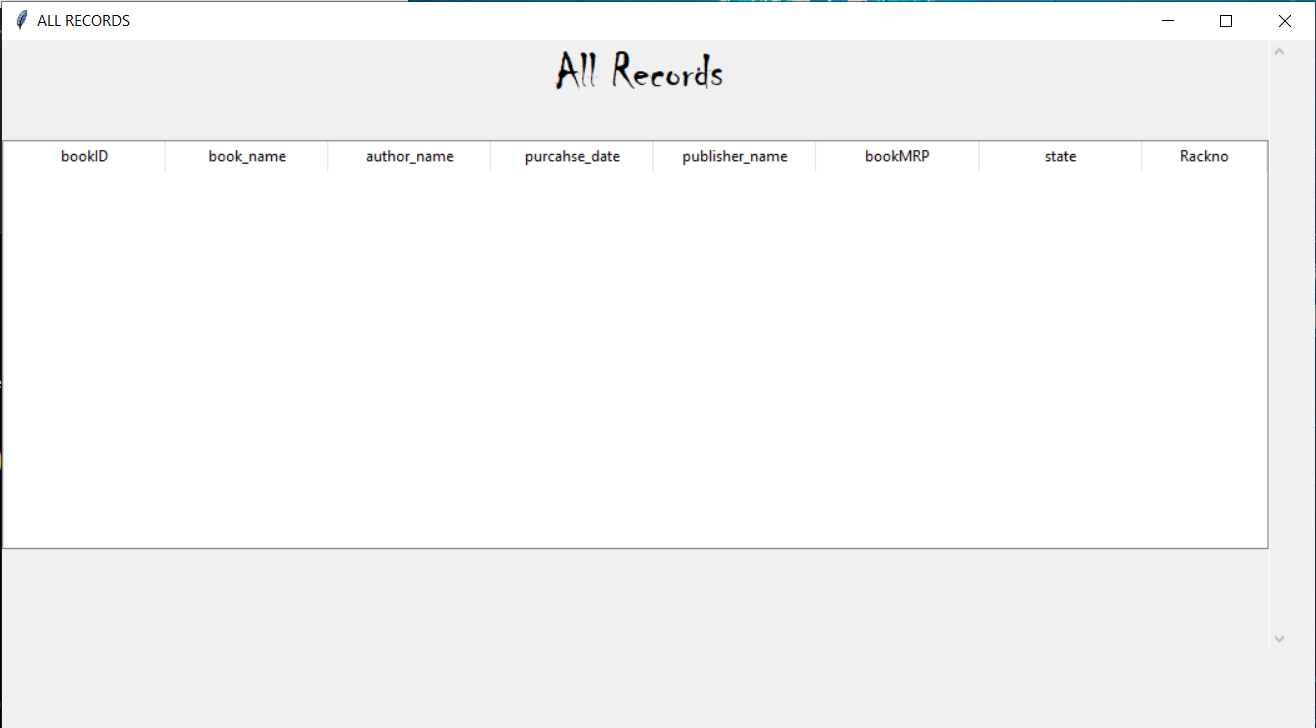 ALL RECORDS
All Records
bookID book_name author_name purcahse_date publisher_name bookMRP state Rackno